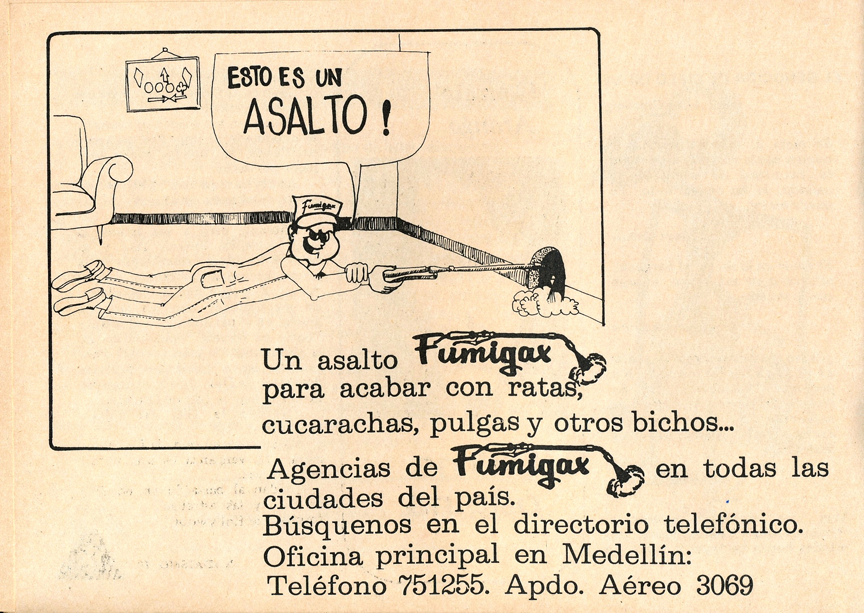 ESTO ES UN
ASALTO !
Fumigax
Un asalto Fumigax
para acabar con ratas,
cucarachas, pulgas y otros bichos...
Agencias de Fumigax en todas las
ciudades del país.
Búsquenos en el directorio telefónico.
Oficina principal en Medellín:
Teléfono 751255. Apdo. Aéreo 3069